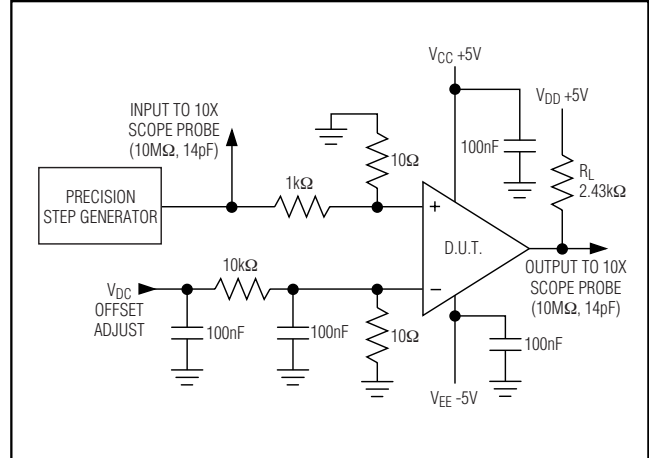 V_CC +5V
V_DD +5V
INPUT TO 10X
SCOPE PROBE
(10MΩ, 14pF)
100nF
10Ω
R_L
2.43kΩ
PRECISION
STEP GENERATOR
1kΩ
+
D.U.T.
10kΩ
V_DC
OFFSET
ADJUST
−
OUTPUT TO 10X
SCOPE PROBE
(10MΩ, 14pF)
100nF
100nF
10Ω
100nF
V_EE -5V